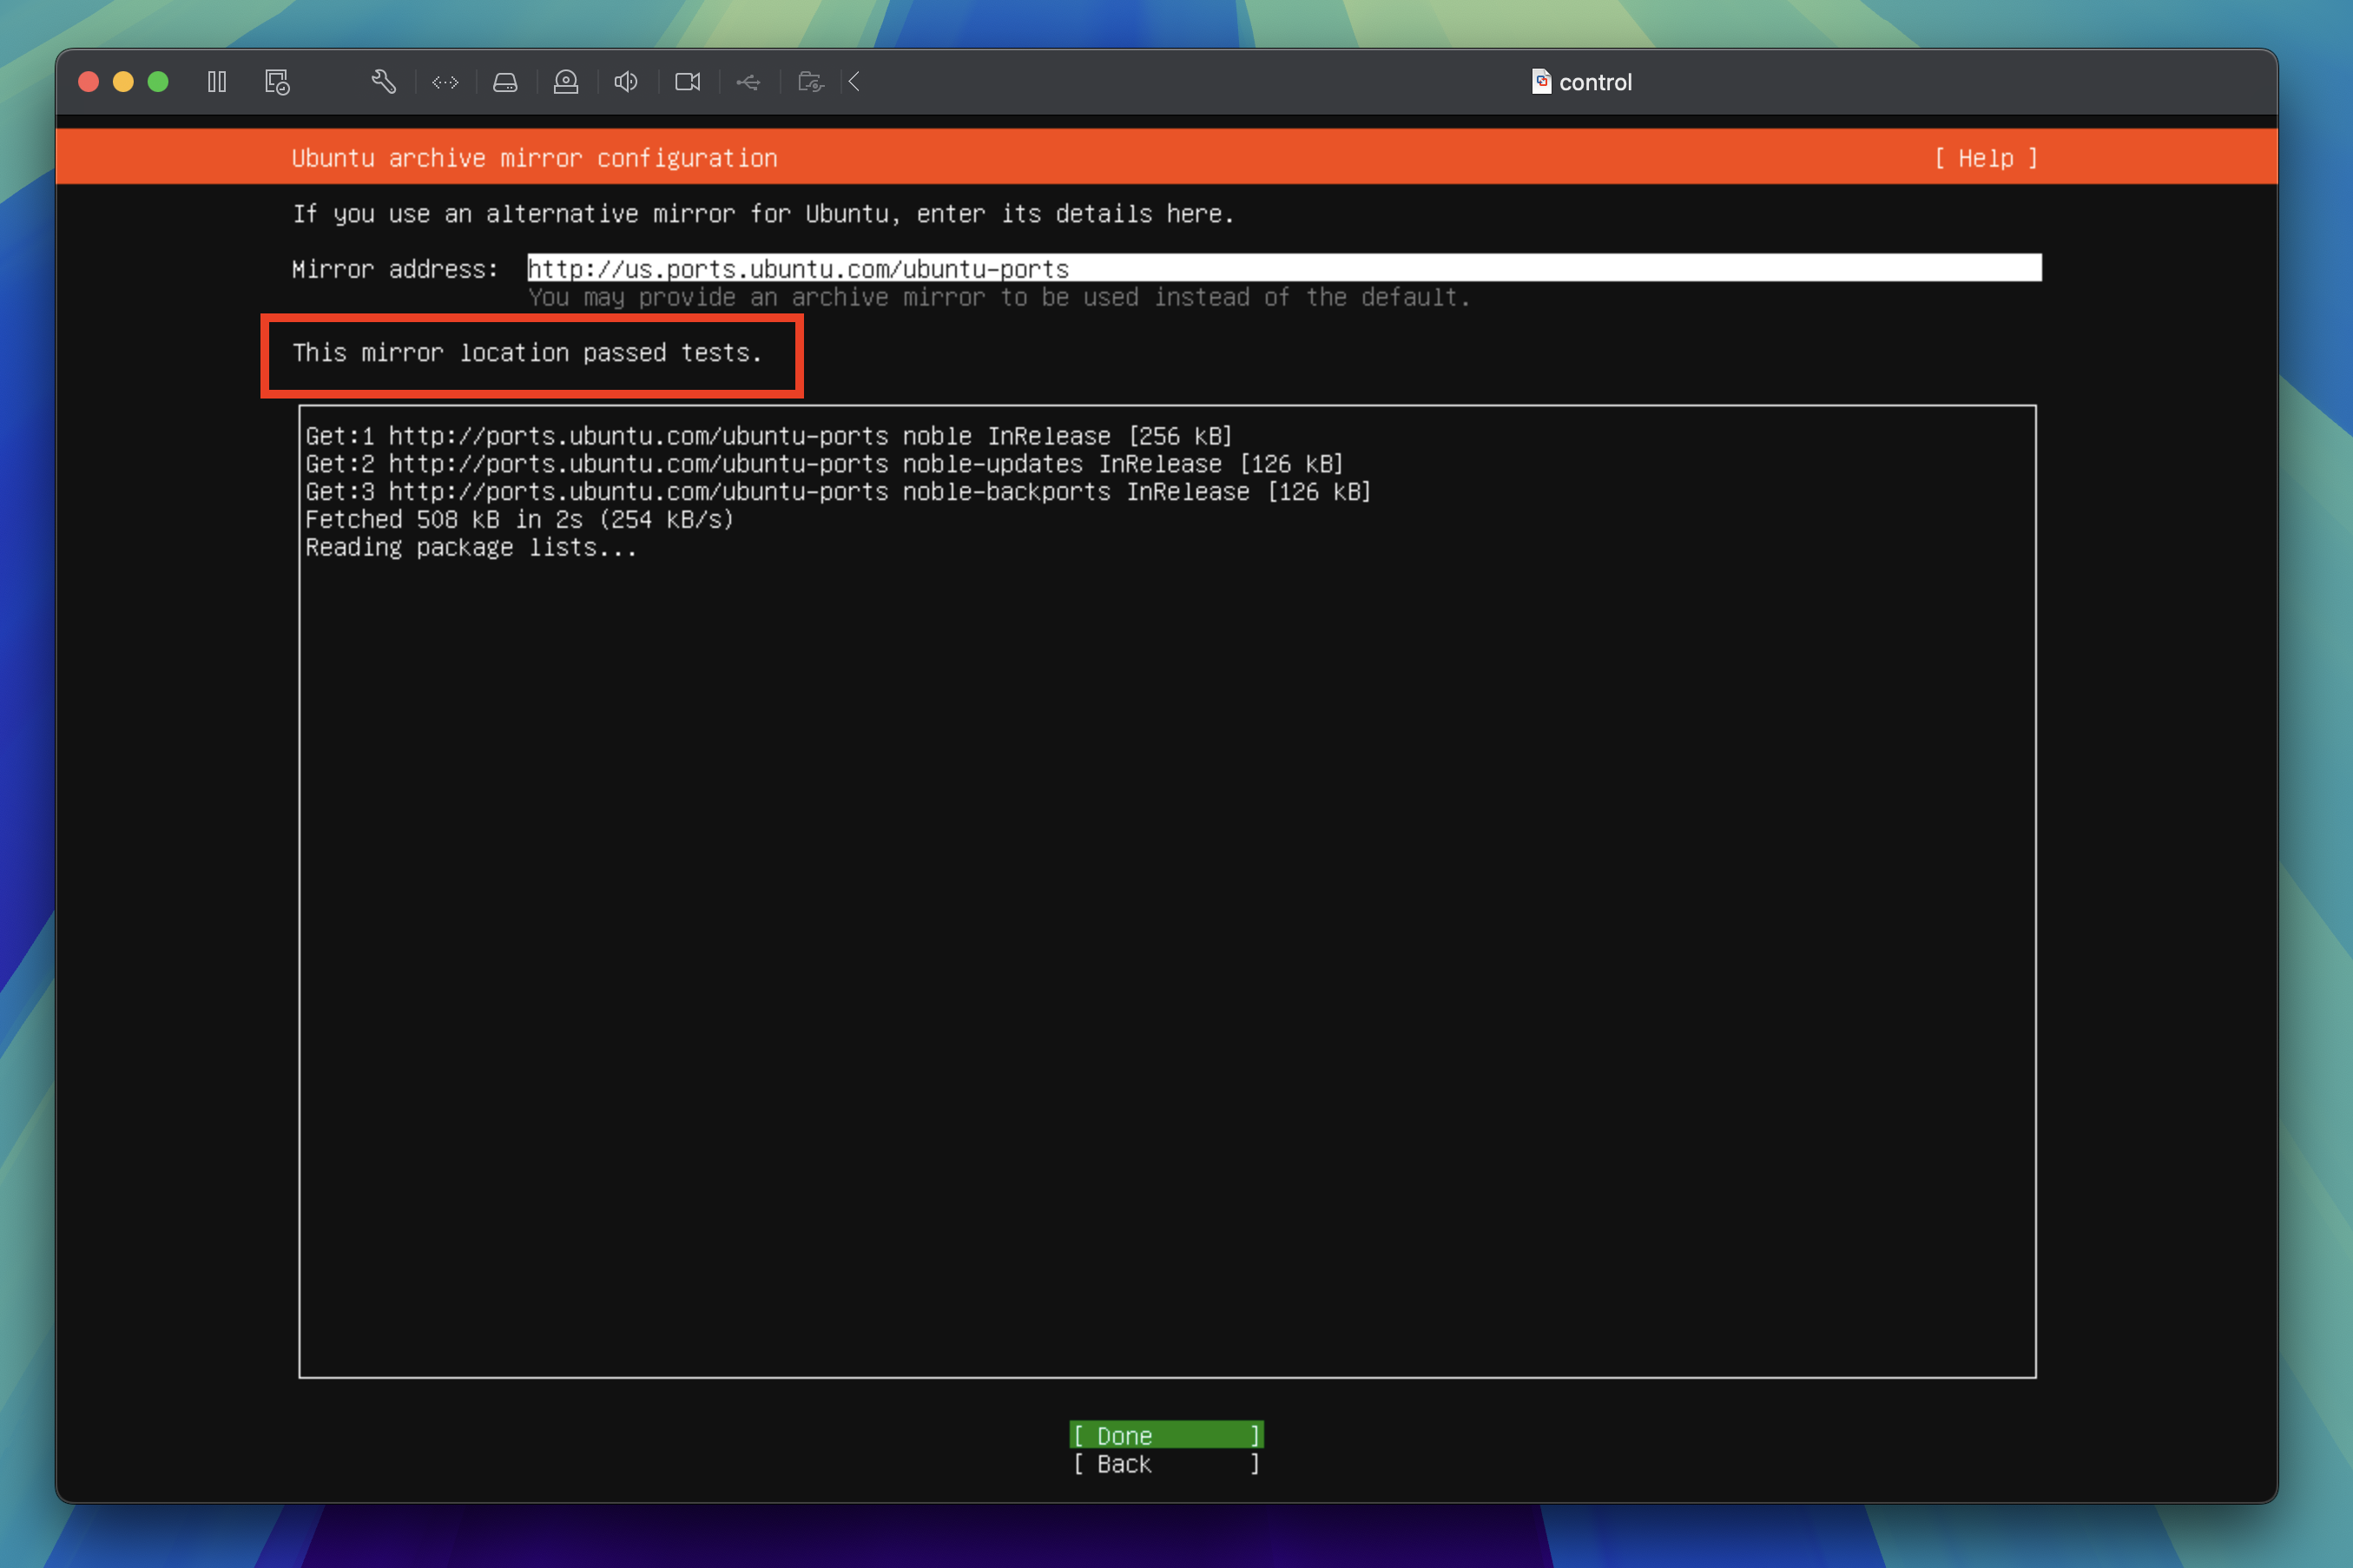 control
Ubuntu archive mirror configuration [ Help ]
If you use an alternative mirror for Ubuntu, enter its details here.
Mirror address: http://us.ports.ubuntu.com/ubuntu-ports
You may provide an archive mirror to be used instead of the default.
This mirror location passed tests.
Get:1 http://ports.ubuntu.com/ubuntu-ports noble InRelease [256 kB]
Get:2 http://ports.ubuntu.com/ubuntu-ports noble-updates InRelease [126 kB]
Get:3 http://ports.ubuntu.com/ubuntu-ports noble-backports InRelease [126 kB]
Fetched 508 kB in 2s (254 kB/s)
Reading package lists...
[ Done ]
[ Back ]